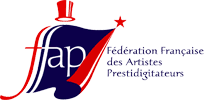 ffap
Fédération Française
des Artistes
Prestidigitateurs